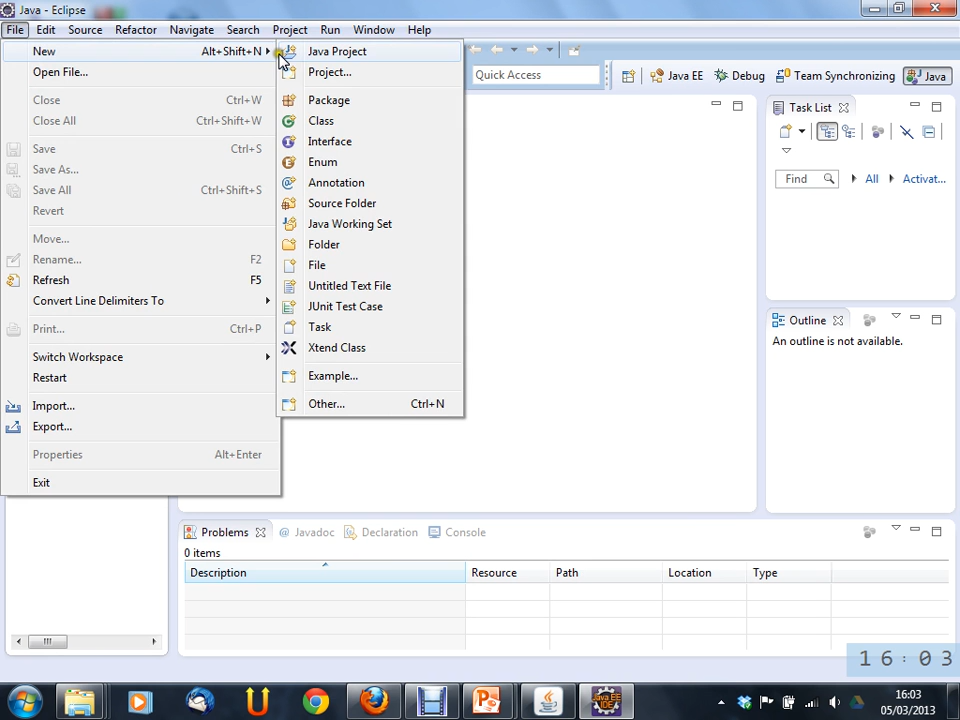 Java - Eclipse
File Edit Source Refactor Navigate Search Project Run Window Help
New Alt+Shift+N
Open File...
Close Ctrl+W
Close All Ctrl+Shift+W
Save Ctrl+S
Save As...
Save All Ctrl+Shift+S
Revert
Move...
Rename... F2
Refresh F5
Convert Line Delimiters To
Print... Ctrl+P
Switch Workspace
Restart
Import...
Export...
Properties Alt+Enter
Exit
Java Project
Project...
Package
Class
Interface
Enum
Annotation
Source Folder
Java Working Set
Folder
File
Untitled Text File
JUnit Test Case
Task
Xtend Class
Example...
Other... Ctrl+N
Quick Access
Java EE Debug Team Synchronizing Java
Task List
Find All Activat...
Outline
An outline is not available.
Problems @ Javadoc Declaration Console
0 items
Description Resource Path Location Type
16:03
Java EE IDE
16:03
05/03/2013